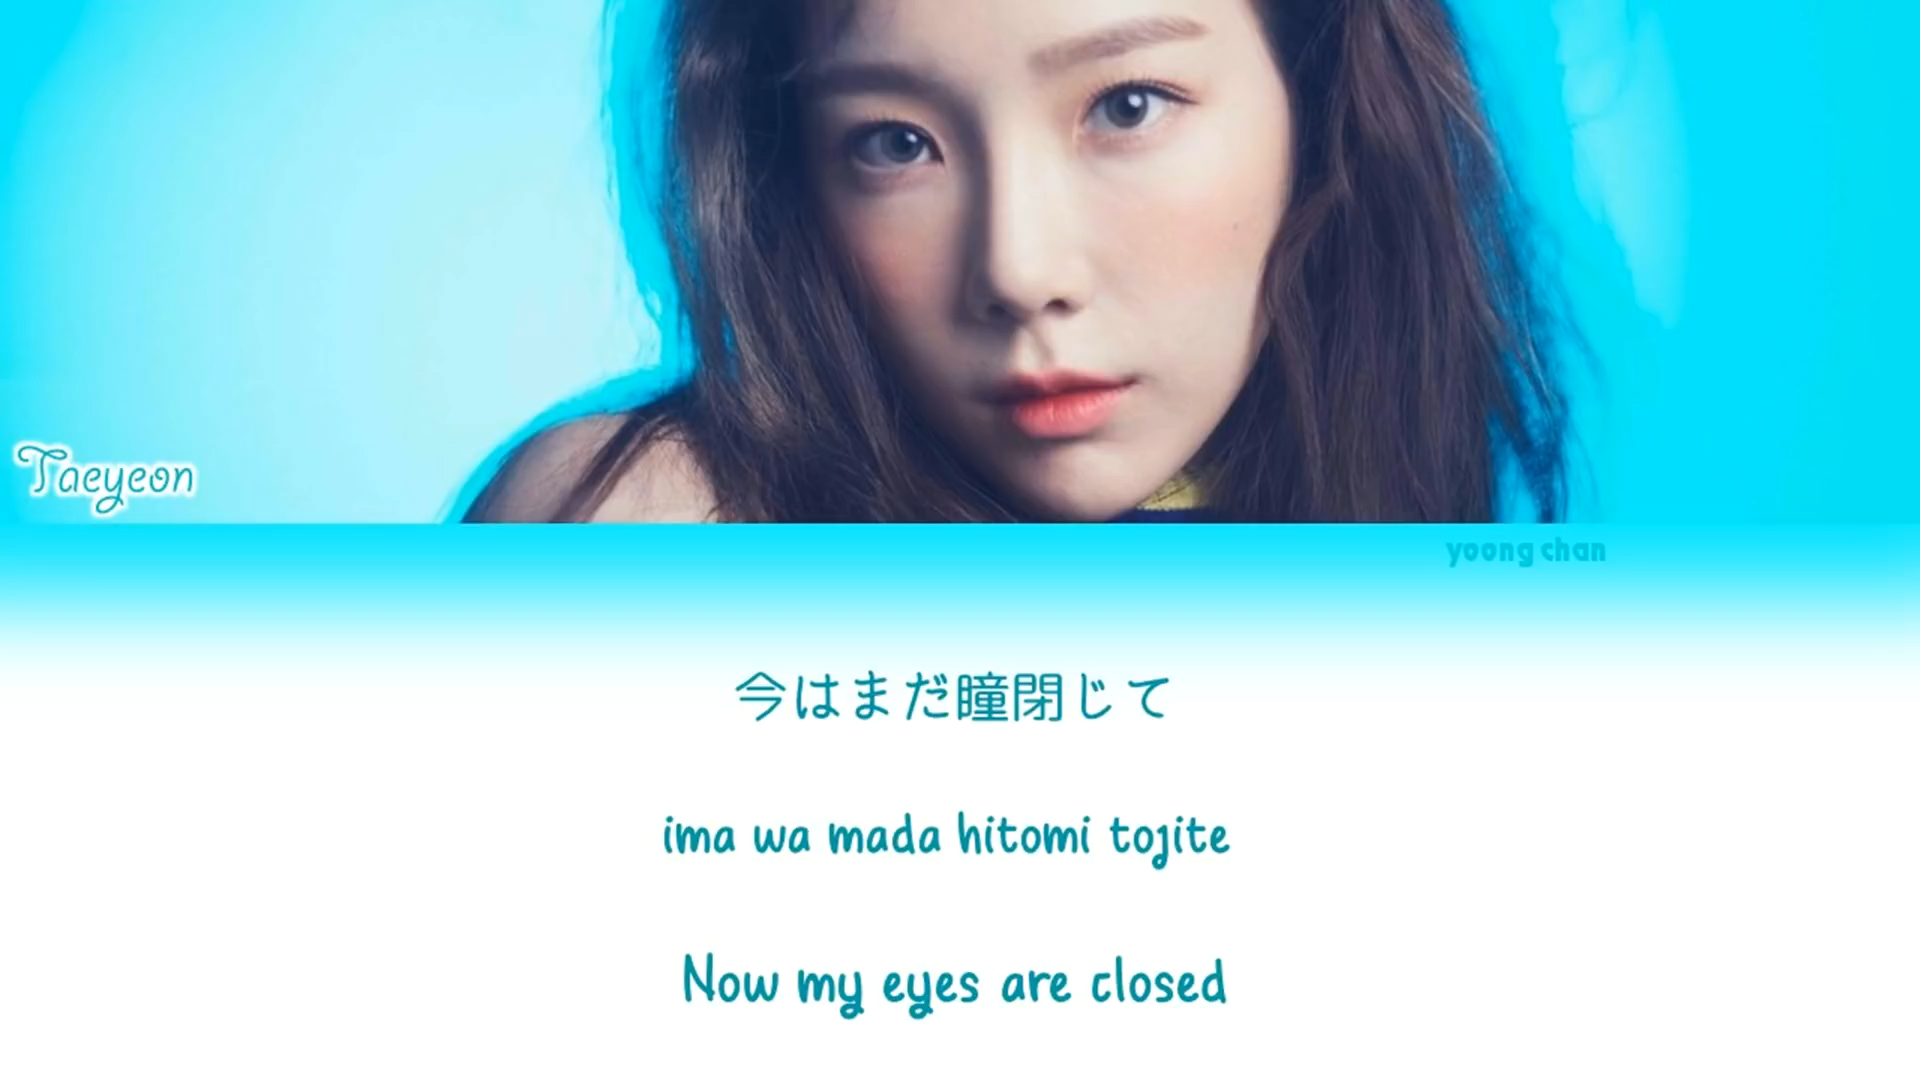 Taeyeon
yoong chan
今はまだ瞳閉じて
ima wa mada hitomi tojite
Now my eyes are closed